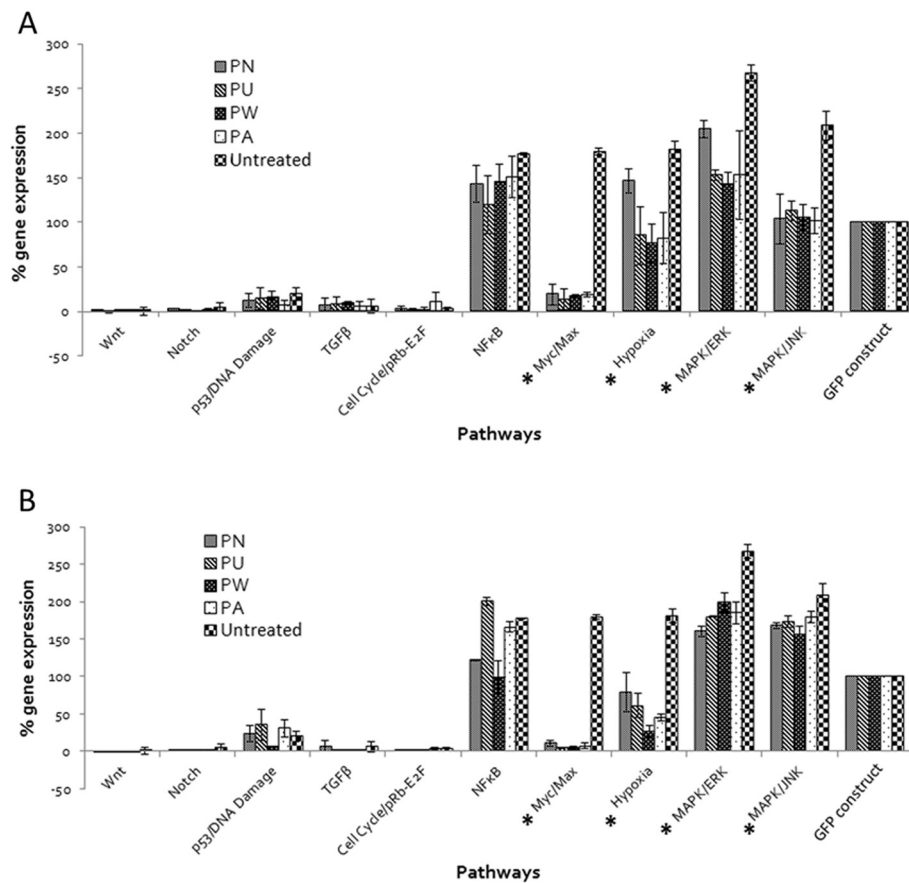 A
300
250
200
150
100
50
0
-50
% gene expression
PN
PU
PW
PA
Untreated
Wnt
Notch
P53/DNA Damage
TGFβ
Cell Cycle/pRb-E2F
NFκB
* Myc/Max
* Hypoxia
* MAPK/ERK
* MAPK/JNK
GFP construct
Pathways
B
300
250
200
150
100
50
0
-50
% gene expression
PN
PU
PW
PA
Untreated
Wnt
Notch
P53/DNA Damage
TGFβ
Cell Cycle/pRb-E2F
NFκB
* Myc/Max
* Hypoxia
* MAPK/ERK
* MAPK/JNK
GFP construct
Pathways